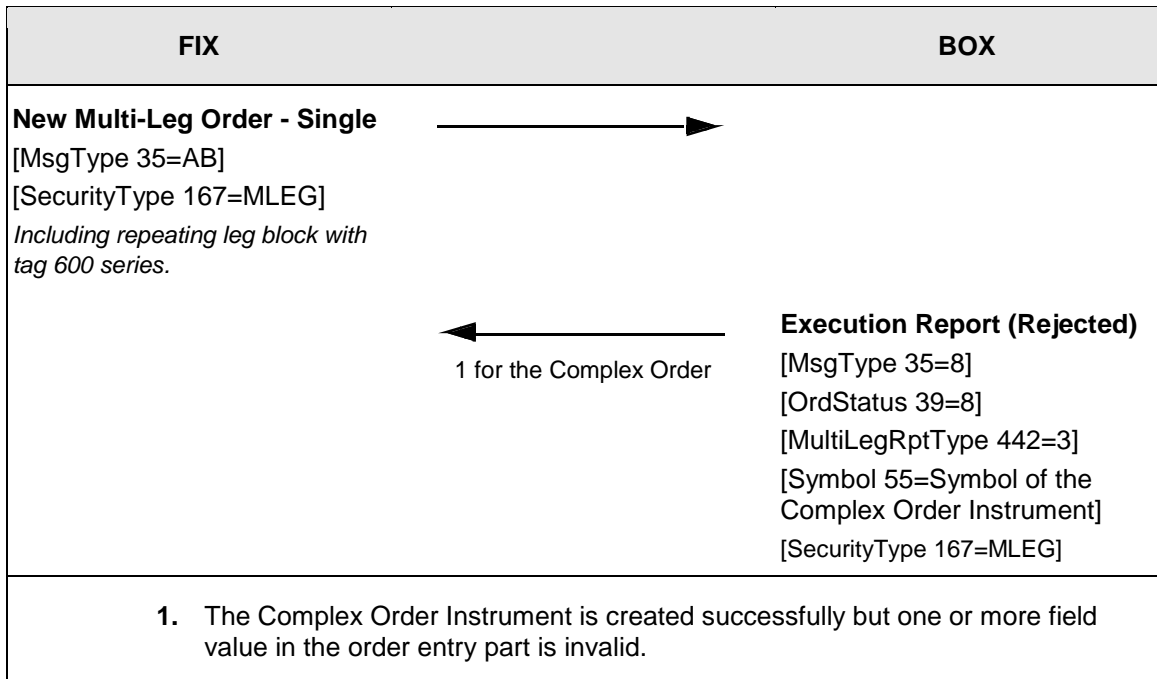 FIX
BOX
New Multi-Leg Order - Single
[MsgType 35=AB]
[SecurityType 167=MLEG]
Including repeating leg block with
tag 600 series.
1 for the Complex Order
Execution Report (Rejected)
[MsgType 35=8]
[OrdStatus 39=8]
[MultiLegRptType 442=3]
[Symbol 55=Symbol of the
Complex Order Instrument]
[SecurityType 167=MLEG]
1. The Complex Order Instrument is created successfully but one or more field
value in the order entry part is invalid.